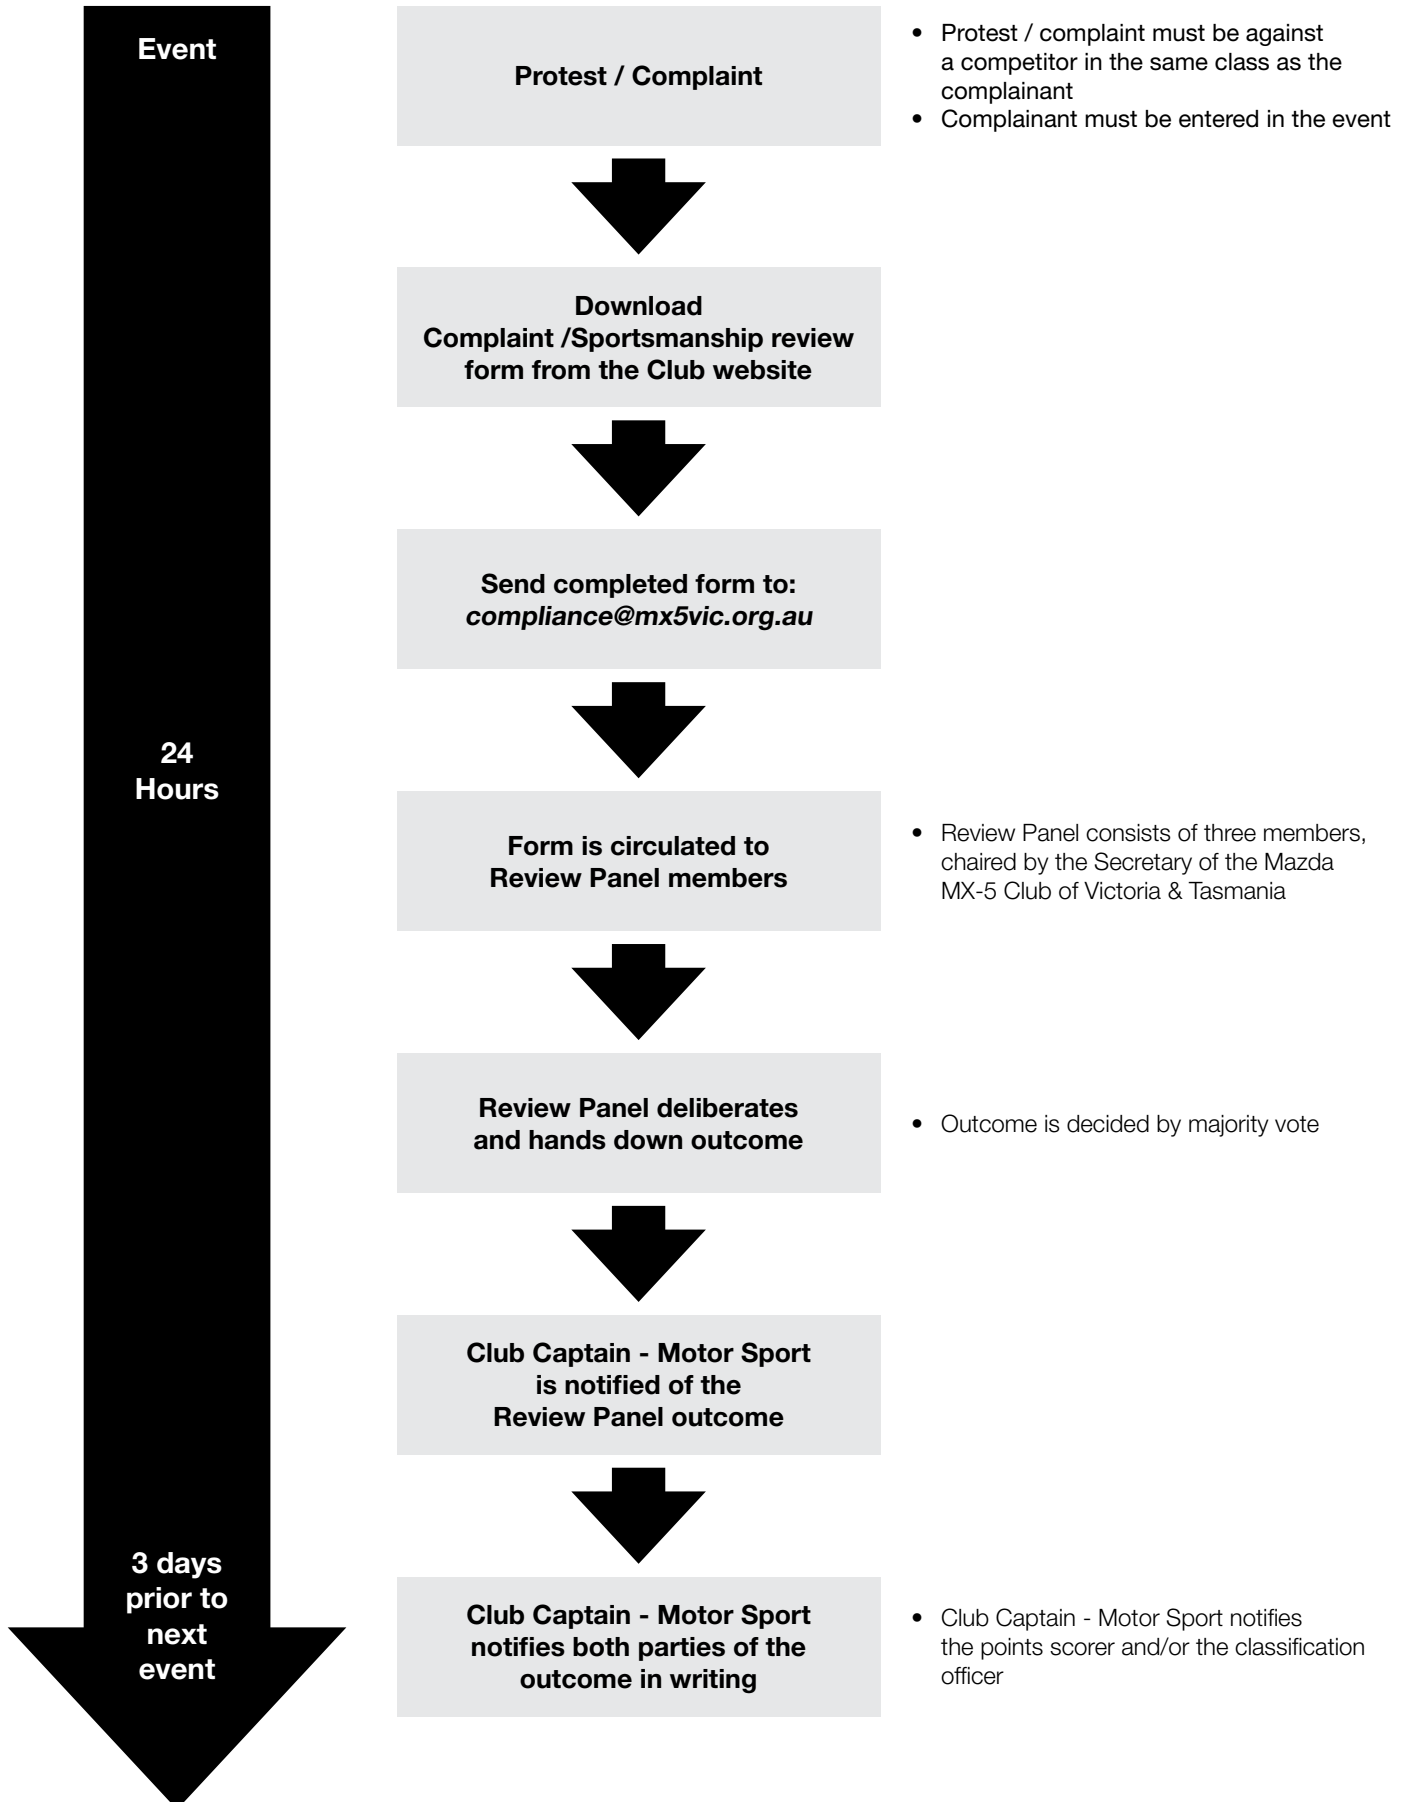 Event
Protest / Complaint
• Protest / complaint must be against
a competitor in the same class as the
complainant
• Complainant must be entered in the event
Download
Complaint /Sportsmanship review
form from the Club website
Send completed form to:
compliance@mx5vic.org.au
24
Hours
Form is circulated to
Review Panel members
• Review Panel consists of three members,
chaired by the Secretary of the Mazda
MX-5 Club of Victoria & Tasmania
Review Panel deliberates
and hands down outcome
• Outcome is decided by majority vote
Club Captain - Motor Sport
is notified of the
Review Panel outcome
3 days
prior to
next
event
Club Captain - Motor Sport
notifies both parties of the
outcome in writing
• Club Captain - Motor Sport notifies
the points scorer and/or the classification
officer